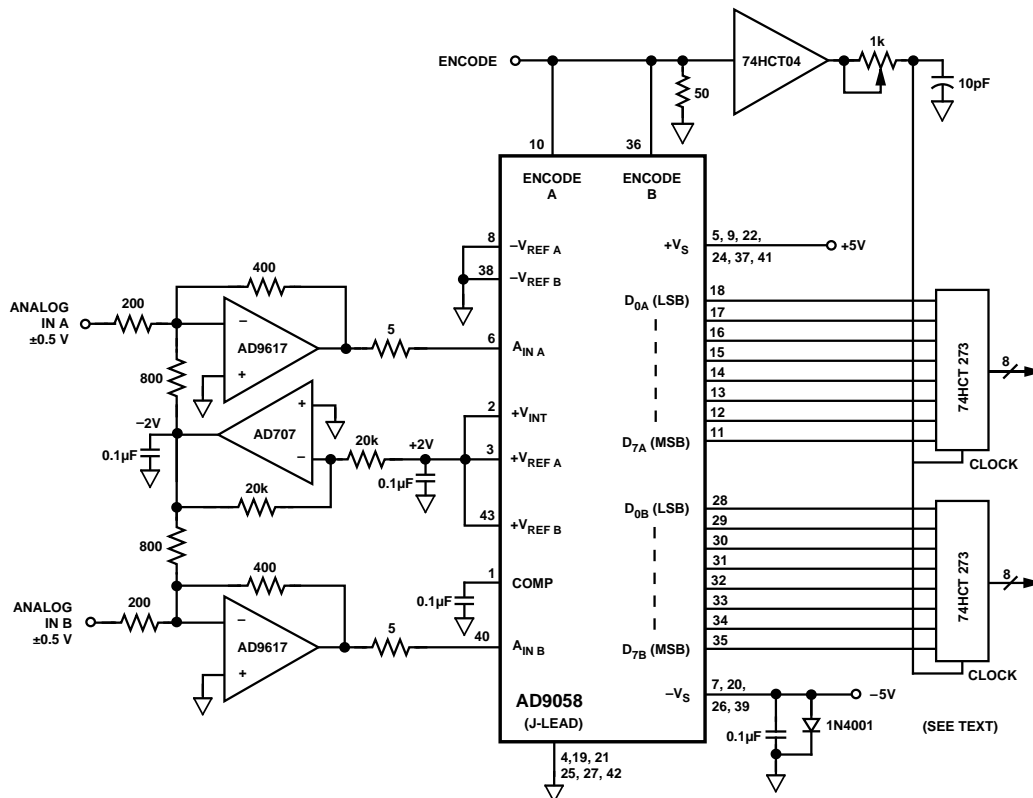 ENCODE
74HCT04
1k
10pF
50
10
36
ENCODE
A
ENCODE
B
8
–VREF A
38
–VREF B
+VS
5, 9, 22,
24, 37, 41
+5V
ANALOG
IN A
±0.5 V
200
400
–
AD9617
+
5
6
AIN A
800
–2V
0.1µF
AD707
+
–
20k
20k
+2V
0.1µF
2
+VINT
3
+VREF A
43
+VREF B
D0A (LSB)
18
17
16
15
14
13
12
11
D7A (MSB)
74HCT 273
8
CLOCK
800
ANALOG
IN B
±0.5 V
200
400
–
AD9617
+
5
1
COMP
0.1µF
40
AIN B
D0B (LSB)
28
29
30
31
32
33
34
35
D7B (MSB)
74HCT 273
8
CLOCK
–VS
7, 20,
26, 39
–5V
0.1µF
1N4001
AD9058
(J-LEAD)
(SEE TEXT)
4,19, 21
25, 27, 42